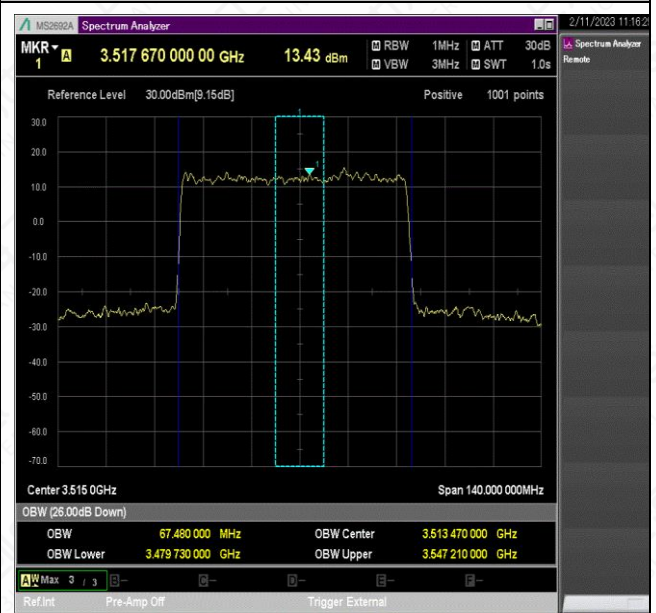 MS2692A Spectrum Analyzer
2/11/2023 11:16:2
MKR 1 A 3.517 670 000 00 GHz 13.43 dBm
M RBW 1MHz M ATT 30dB
M VBW 3MHz M SWT 1.0s
Spectrum Analyzer
Remote
Reference Level 30.00dBm[9.15dB] Positive 1001 points
1
30.0
20.0
1
10.0
0.0
-10.0
-20.0
-30.0
-40.0
-50.0
-60.0
-70.0
Center 3.515 0GHz Span 140.000 000MHz
OBW (26.00dB Down)
OBW 67.480 000 MHz OBW Center 3.513 470 000 GHz
OBW Lower 3.479 730 000 GHz OBW Upper 3.547 210 000 GHz
A W Max 3 / 3 B- C- D- E- F-
Ref.Int Pre-Amp Off Trigger External